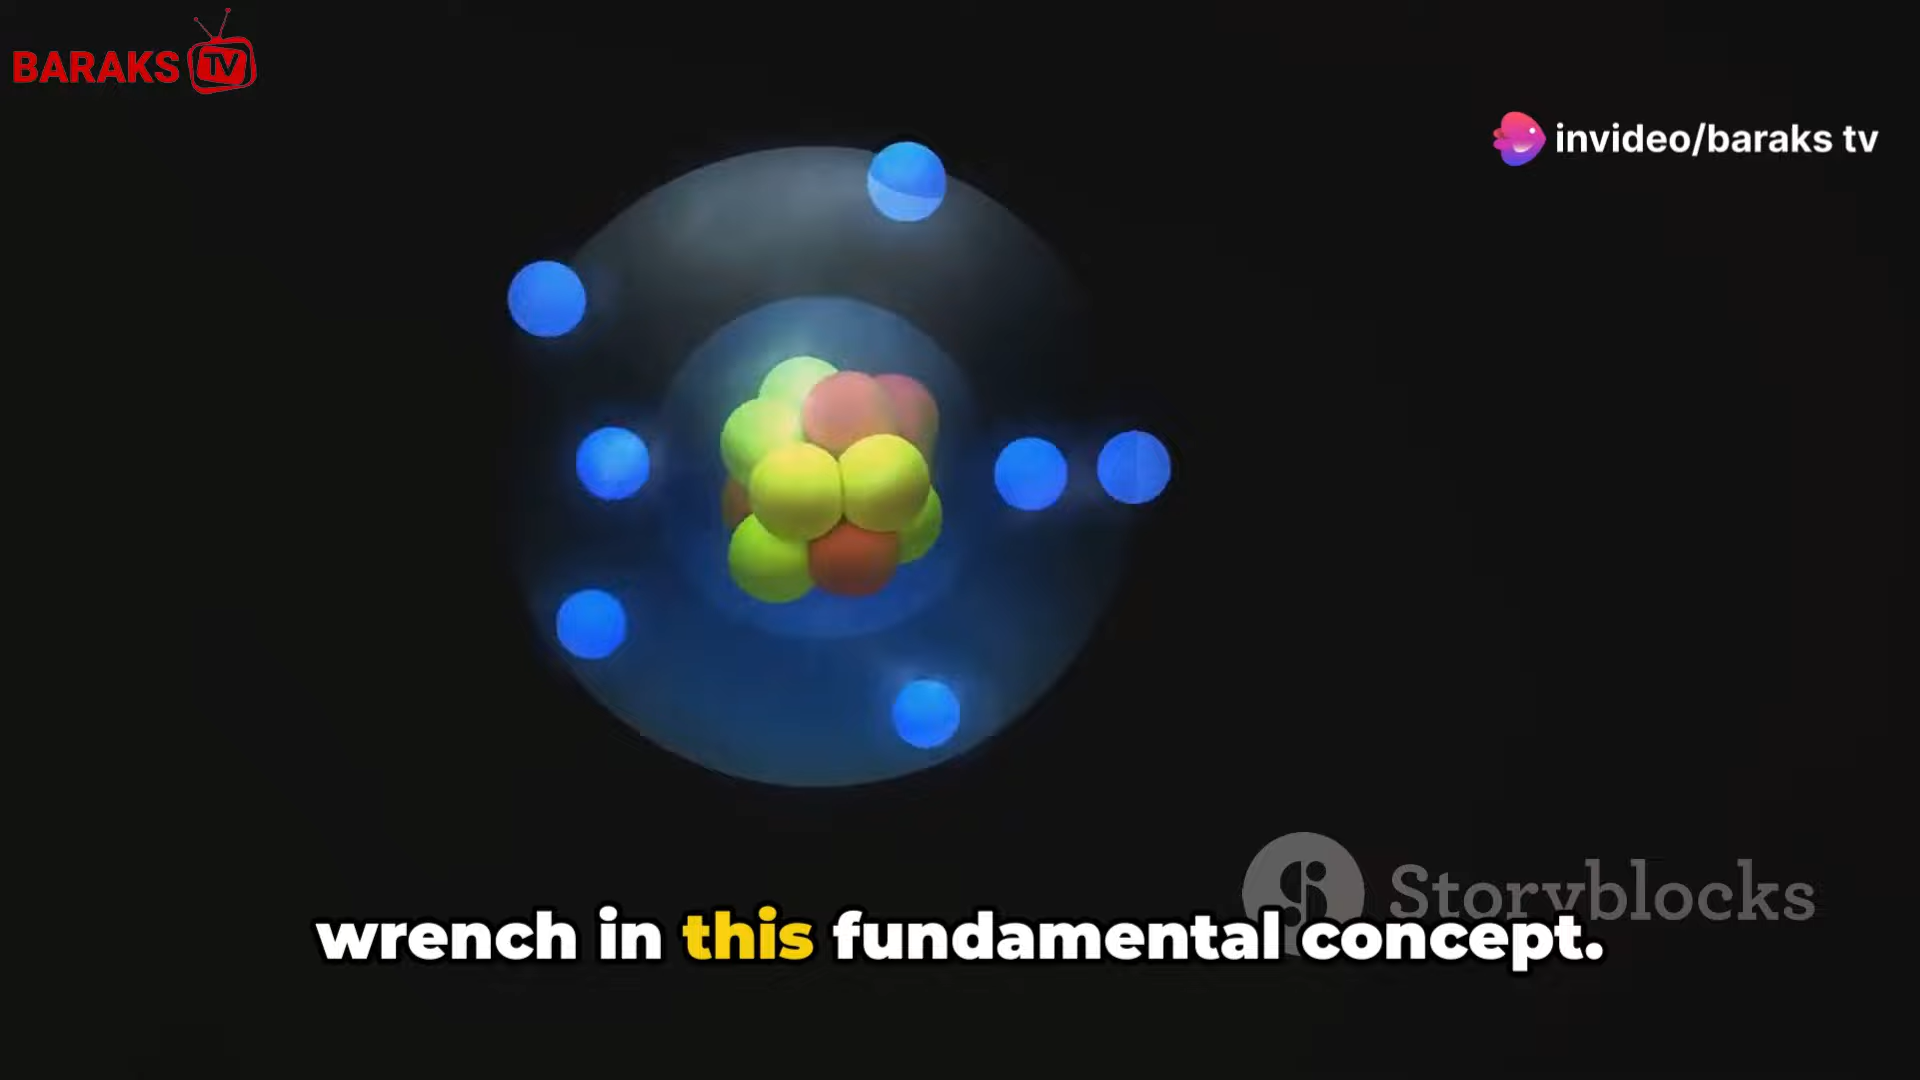 BARAKS TV
invideo/baraks tv
Storyblocks
wrench in this fundamental concept.